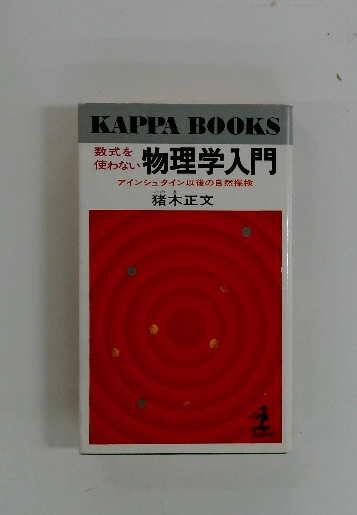 KAPPA BOOKS
数式を
使わない
物理学入門
アインシュタイン以後の自然探検
猪木正文